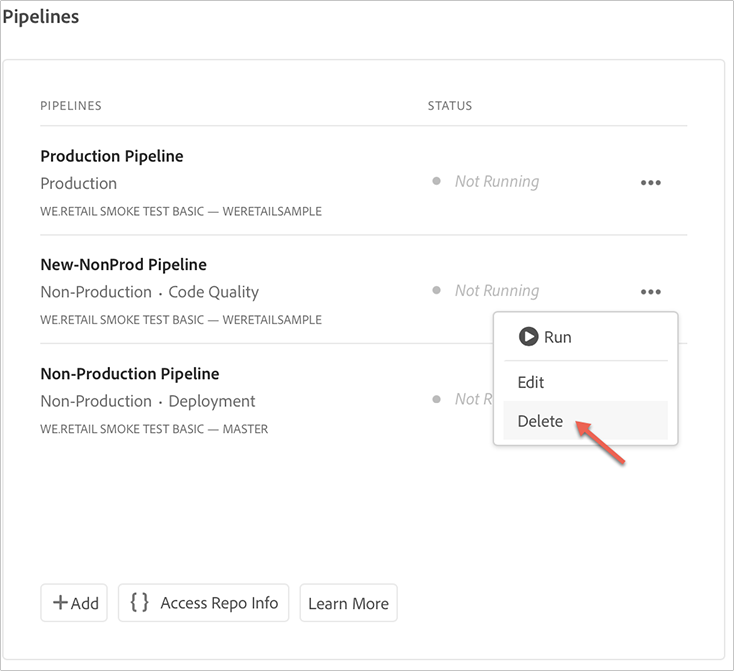 Pipelines
PIPELINES STATUS
Production Pipeline
Production
Not Running
WE.RETAIL SMOKE TEST BASIC — WERETAILSAMPLE
New-NonProd Pipeline
Non-Production · Code Quality
Not Running
WE.RETAIL SMOKE TEST BASIC — WERETAILSAMPLE
Run
Edit
Delete
Non-Production Pipeline
Non-Production · Deployment
Not R
WE.RETAIL SMOKE TEST BASIC — MASTER
+ Add { } Access Repo Info Learn More